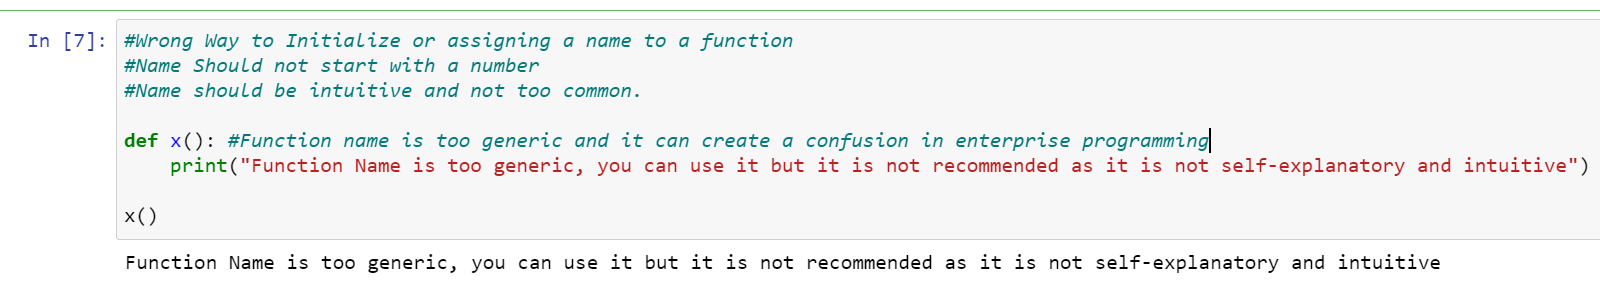 In [7]: #Wrong Way to Initialize or assigning a name to a function
#Name Should not start with a number
#Name should be intuitive and not too common.
def x(): #Function name is too generic and it can create a confusion in enterprise programming
print("Function Name is too generic, you can use it but it is not recommended as it is not self-explanatory and intuitive")
x()
Function Name is too generic, you can use it but it is not recommended as it is not self-explanatory and intuitive